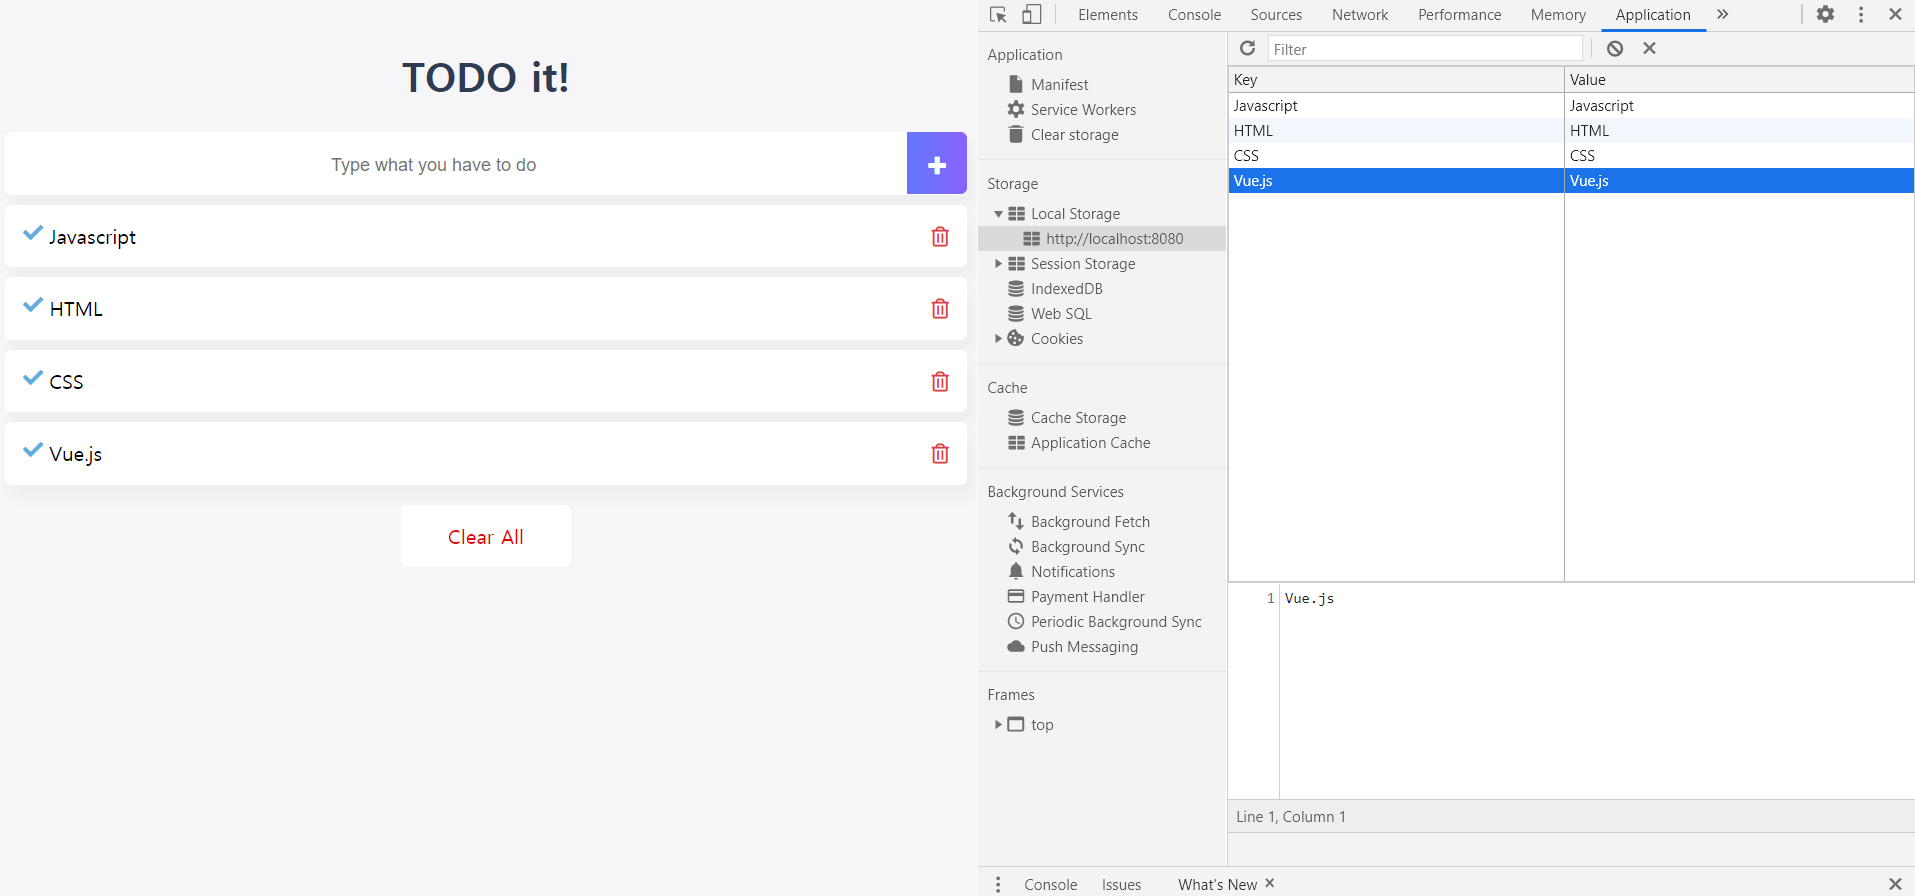 TODO it!
Type what you have to do
Javascript
HTML
CSS
Vue.js
Clear All
Elements Console Sources Network Performance Memory Application
Application
Manifest
Service Workers
Clear storage
Storage
Local Storage
http://localhost:8080
Session Storage
IndexedDB
Web SQL
Cookies
Cache
Cache Storage
Application Cache
Background Services
Background Fetch
Background Sync
Notifications
Payment Handler
Periodic Background Sync
Push Messaging
Frames
top
Filter
Key Value
Javascript Javascript
HTML HTML
CSS CSS
Vue.js Vue.js
1 Vue.js
Line 1, Column 1
Console Issues What's New